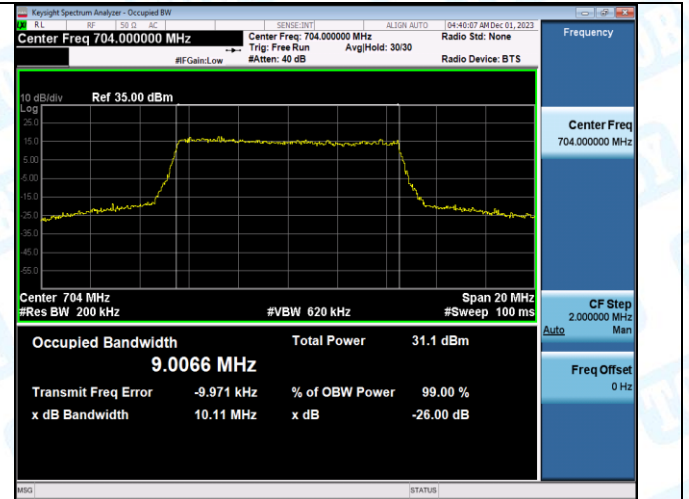 Keysight Spectrum Analyzer - Occupied BW
RL RF 50 Ω AC SENSE:INT ALIGN AUTO 04:40:07 AM Dec 01, 2023
Center Freq 704.000000 MHz
Center Freq: 704.000000 MHz
Radio Std: None
Trig: Free Run Avg|Hold: 30/30
#IFGain:Low #Atten: 40 dB
Radio Device: BTS
Frequency
10 dB/div Ref 35.00 dBm
Log
25.0
15.0
5.00
-5.00
-15.0
-25.0
-35.0
-45.0
-55.0
Center 704 MHz Span 20 MHz
#Res BW 200 kHz #VBW 620 kHz #Sweep 100 ms
Center Freq
704.000000 MHz
CF Step
2.000000 MHz
Auto Man
Freq Offset
0 Hz
Occupied Bandwidth Total Power 31.1 dBm
9.0066 MHz
Transmit Freq Error -9.971 kHz % of OBW Power 99.00 %
x dB Bandwidth 10.11 MHz x dB -26.00 dB
MSG STATUS